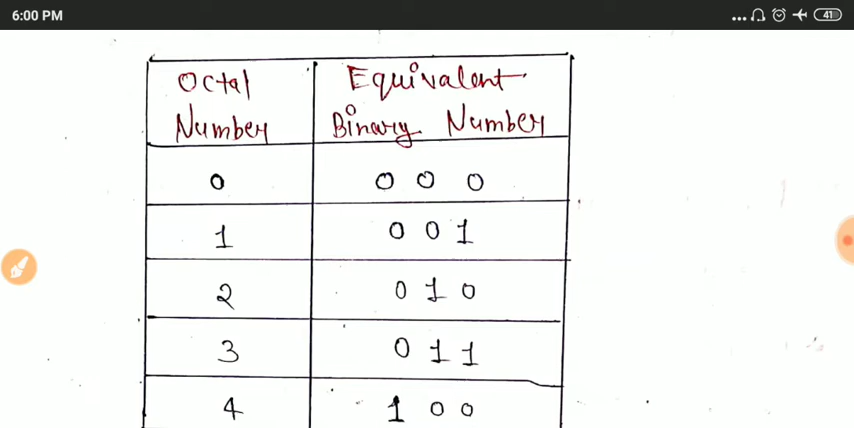 6:00 PM
41
Octal Number
Equivalent Binary Number
0 0 0 0
1 0 0 1
2 0 1 0
3 0 1 1
4 1 0 0